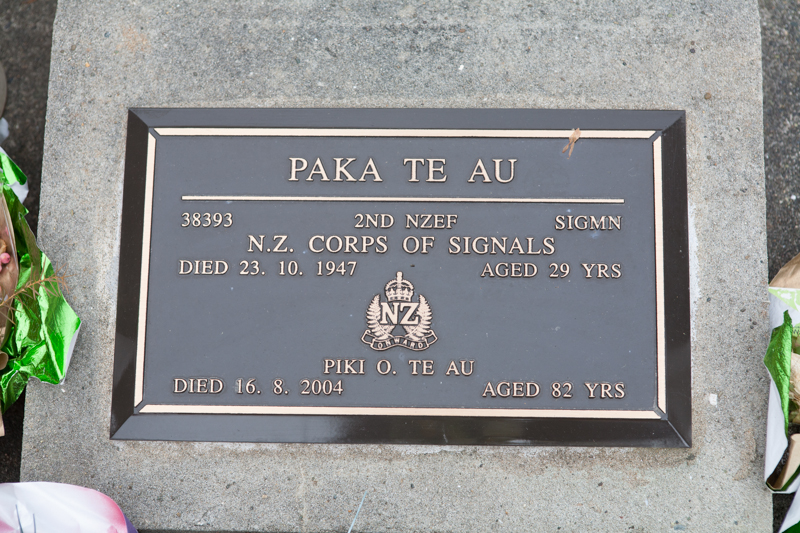 PAKA TE AU
38393 2ND NZEF SIGMN
N.Z. CORPS OF SIGNALS
DIED 23. 10. 1947 AGED 29 YRS
NZ
ONWARD
PIKI O. TE AU
DIED 16. 8. 2004 AGED 82 YRS